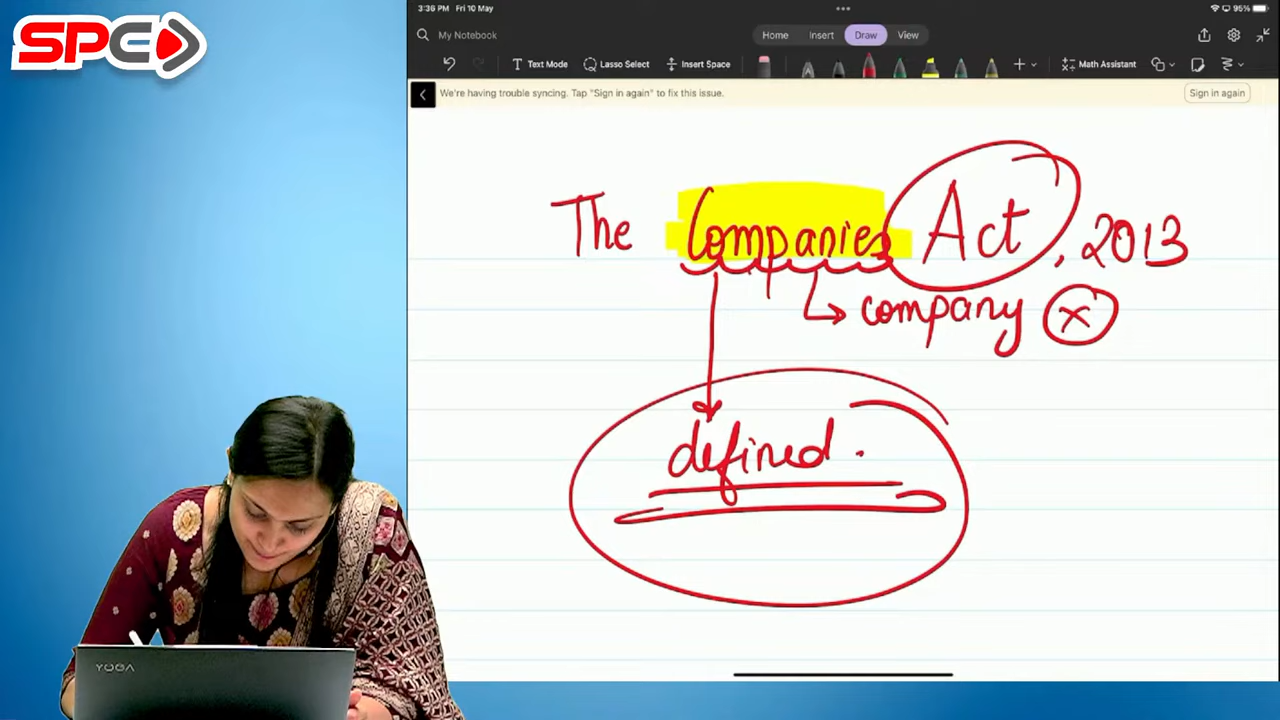 SPC
3:36 PM Fri 10 May
95%
My Notebook
Home Insert Draw View
Text Mode Lasso Select Insert Space Math Assistant
We're having trouble syncing. Tap "Sign in again" to fix this issue.
Sign in again
The Companies Act, 2013
company x
defined.
YOGA